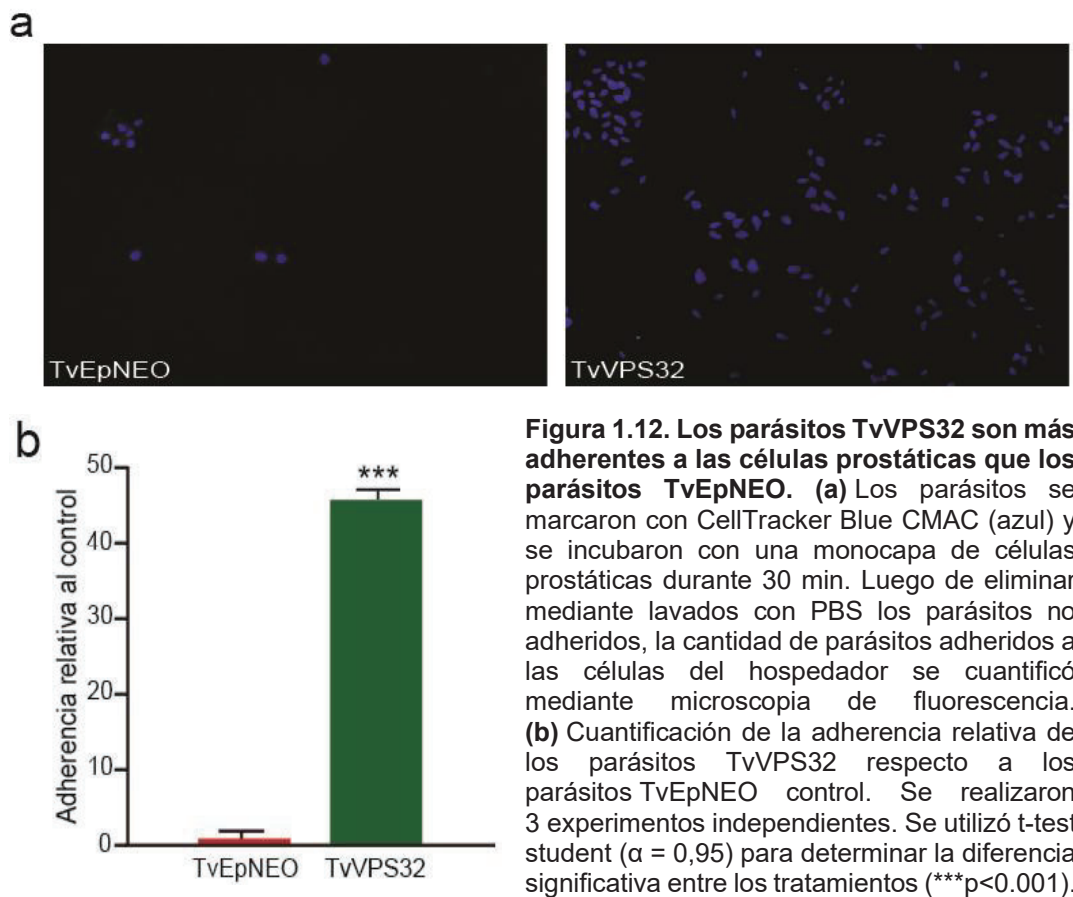 a
TvEpNEO
TvVPS32
b
50
40
30
20
10
0
Adherencia relativa al control
***
TvEpNEO
TvVPS32
Figura 1.12. Los parásitos TvVPS32 son más
adherentes a las células prostáticas que los
parásitos TvEpNEO. (a) Los parásitos se
marcaron con CellTracker Blue CMAC (azul) y
se incubaron con una monocapa de células
prostáticas durante 30 min. Luego de eliminar
mediante lavados con PBS los parásitos no
adheridos, la cantidad de parásitos adheridos a
las células del hospedador se cuantificó
mediante microscopia de fluorescencia.
(b) Cuantificación de la adherencia relativa de
los parásitos TvVPS32 respecto a los
parásitos TvEpNEO control. Se realizaron
3 experimentos independientes. Se utilizó t-test
student (α = 0,95) para determinar la diferencia
significativa entre los tratamientos (***p<0.001).